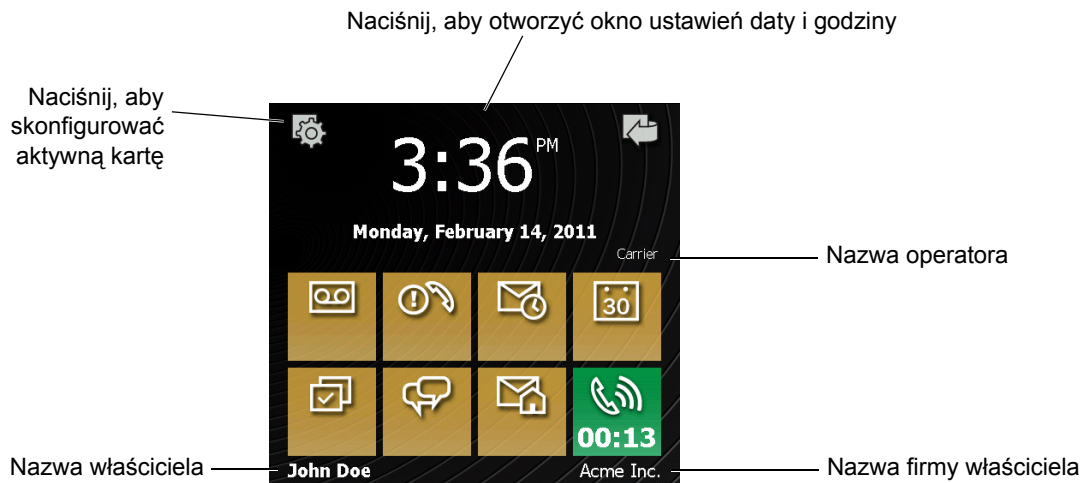 Naciśnij, aby otworzyć okno ustawień daty i godziny
Naciśnij, aby
skonfigurować
aktywną kartę
3:36 PM
Monday, February 14, 2011
Carrier
Nazwa operatora
30
00:13
Nazwa właściciela
John Doe
Acme Inc.
Nazwa firmy właściciela